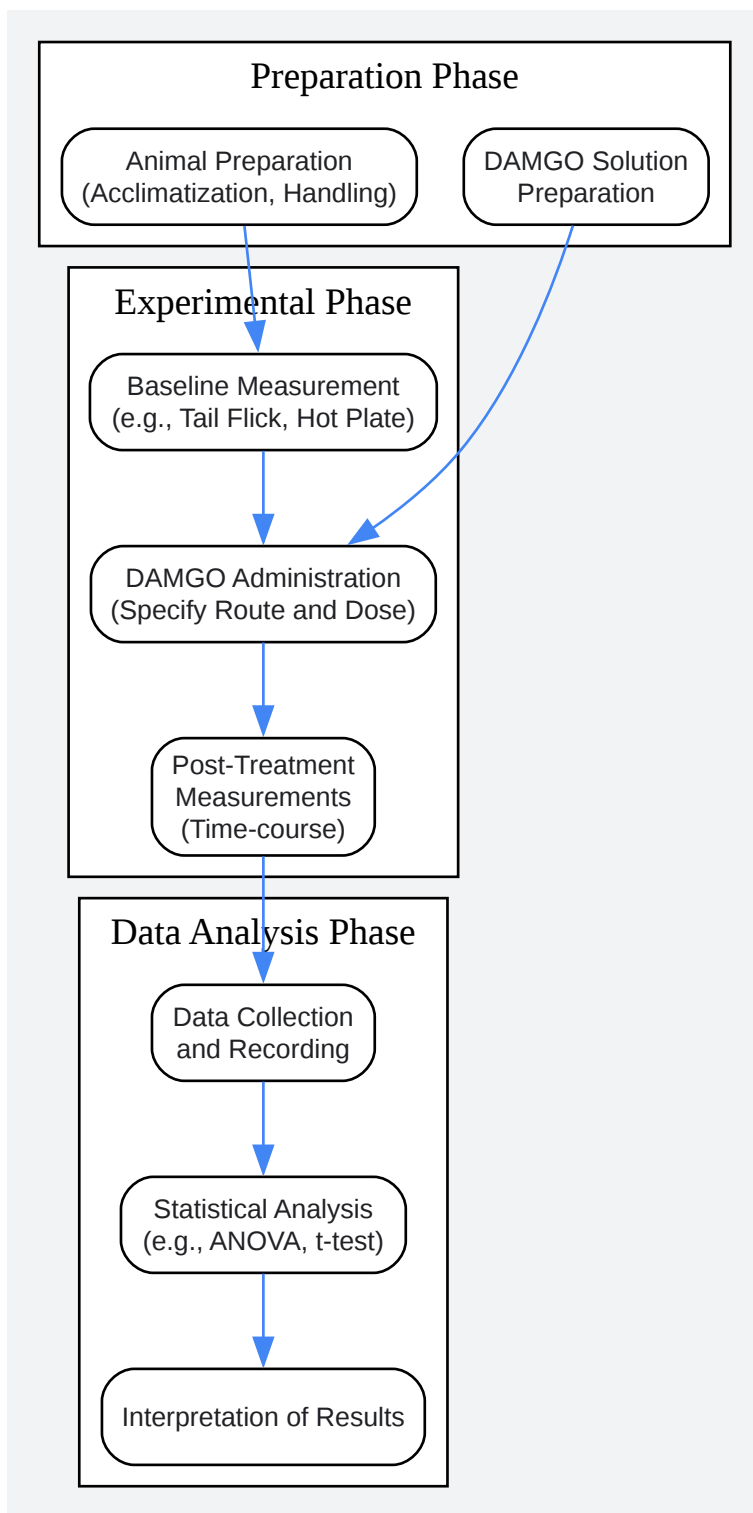 Preparation Phase
Animal Preparation
(Acclimatization, Handling)
DAMGO Solution
Preparation
Experimental Phase
Baseline Measurement
(e.g., Tail Flick, Hot Plate)
DAMGO Administration
(Specify Route and Dose)
Post-Treatment
Measurements
(Time-course)
Data Analysis Phase
Data Collection
and Recording
Statistical Analysis
(e.g., ANOVA, t-test)
Interpretation of Results